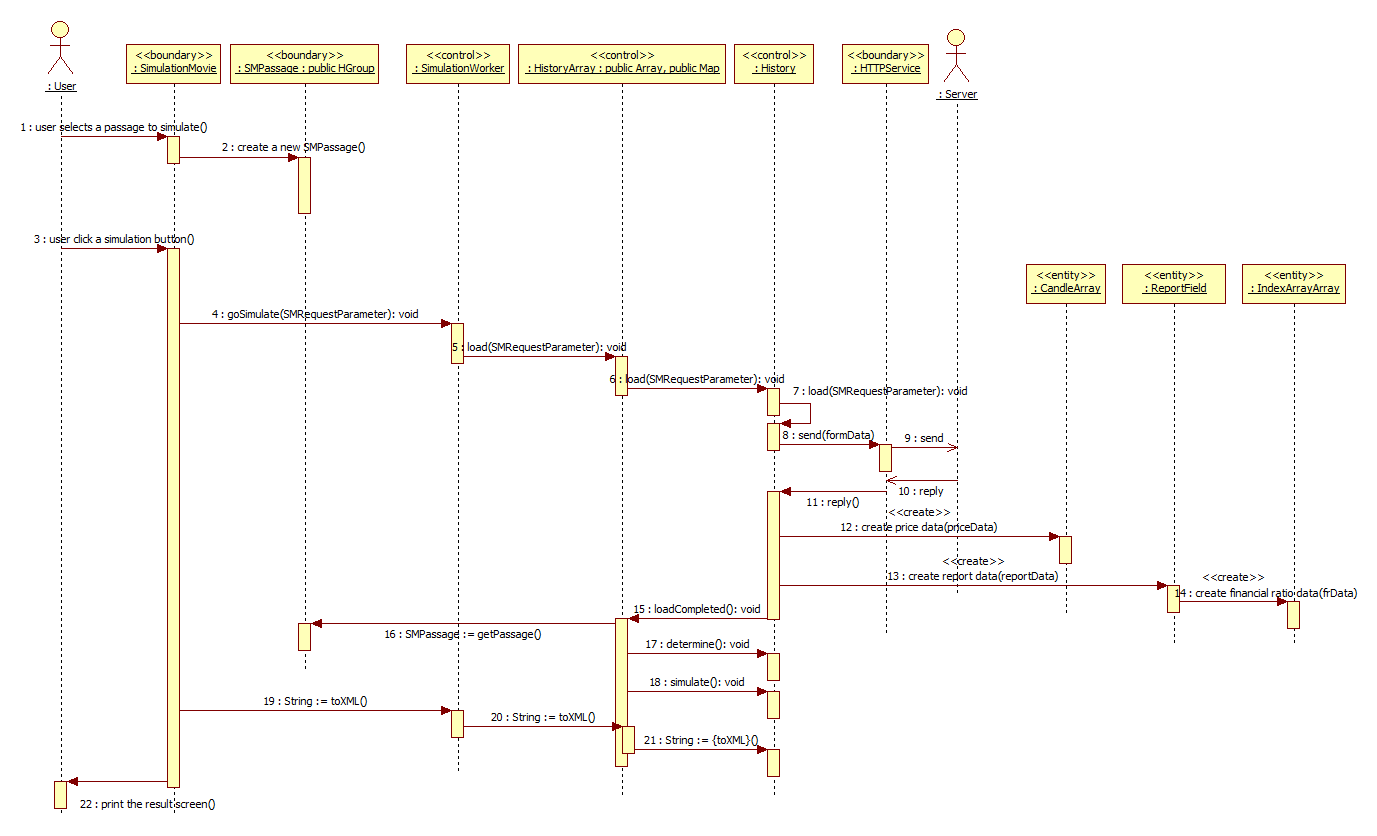 <<boundary>>
: SimulationMovie
<<boundary>>
: SMPassage : public HGroup
<<control>>
: SimulationWorker
<<control>>
: HistoryArray : public Array, public Map
<<control>>
: History
<<boundary>>
: HTTPService
: User
: Server
1 : user selects a passage to simulate()
2 : create a new SMPassage()
3 : user click a simulation button()
<<entity>>
: CandleArray
<<entity>>
: ReportField
<<entity>>
: IndexArrayArray
4 : goSimulate(SMRequestParameter): void
5 : load(SMRequestParameter): void
6 : load(SMRequestParameter): void
7 : load(SMRequestParameter): void
8 : send(formData)
9 : send
10 : reply
11 : reply()
<<create>>
12 : create price data(priceData)
<<create>>
13 : create report data(reportData)
<<create>>
14 : create financial ratio data(frData)
15 : loadCompleted(): void
16 : SMPassage := getPassage()
17 : determine(): void
18 : simulate(): void
19 : String := toXML()
20 : String := toXML()
21 : String := {toXML}()
22 : print the result screen()